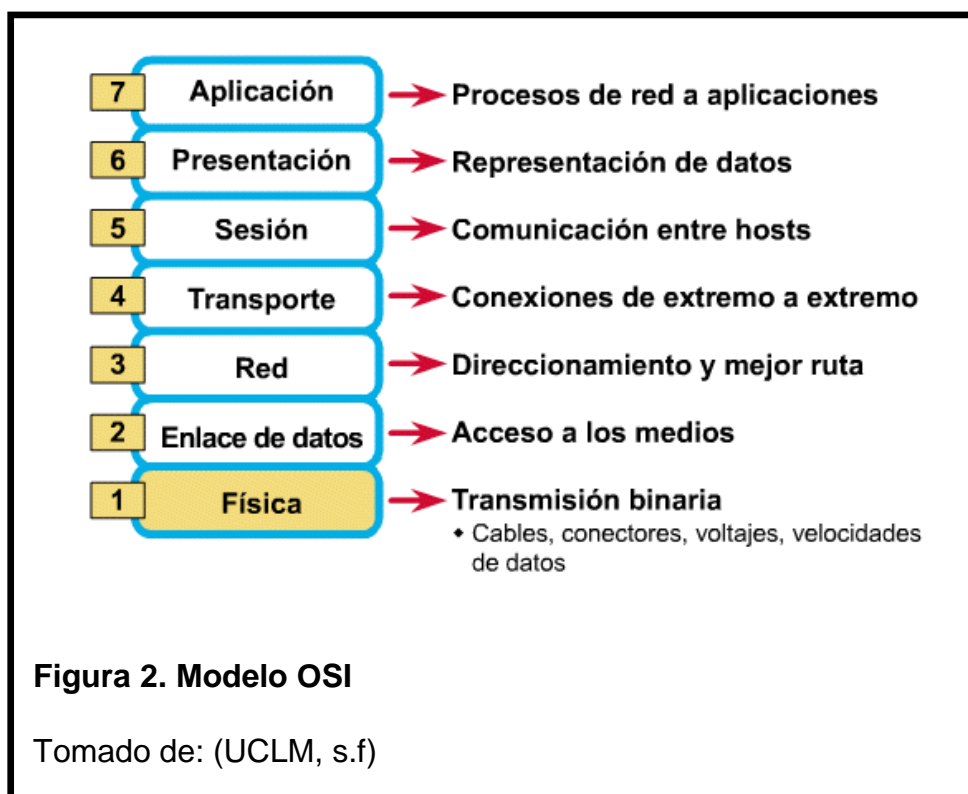 7 Aplicación Procesos de red a aplicaciones
6 Presentación Representación de datos
5 Sesión Comunicación entre hosts
4 Transporte Conexiones de extremo a extremo
3 Red Direccionamiento y mejor ruta
2 Enlace de datos Acceso a los medios
1 Física Transmisión binaria
• Cables, conectores, voltajes, velocidades
de datos
Figura 2. Modelo OSI
Tomado de: (UCLM, s.f)